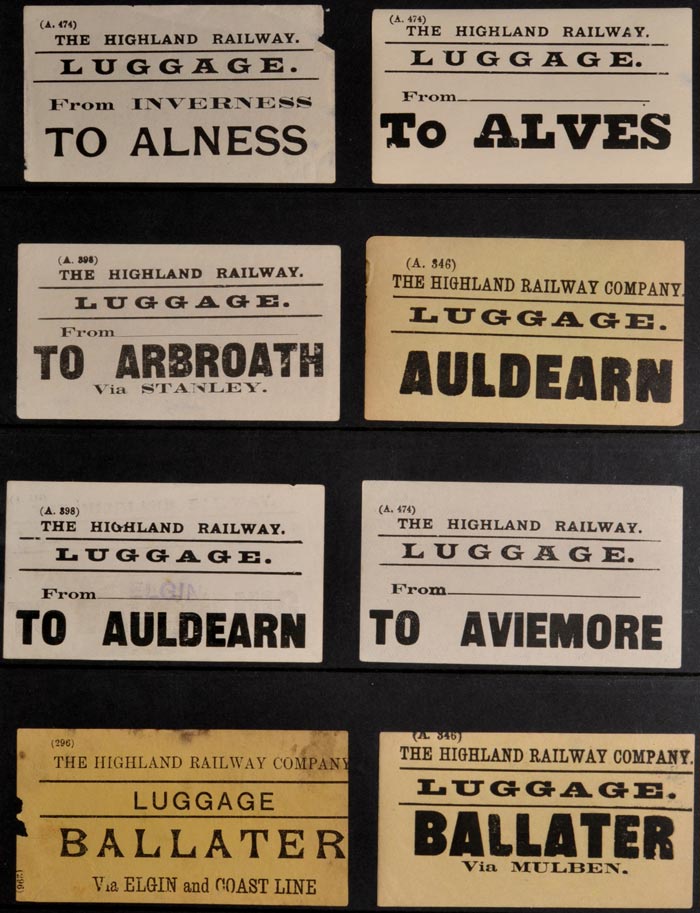 (A. 474)
THE HIGHLAND RAILWAY.
LUGGAGE.
From INVERNESS
TO ALNESS
(A. 474)
THE HIGHLAND RAILWAY.
LUGGAGE.
From
To ALVES
(A. 398)
THE HIGHLAND RAILWAY.
LUGGAGE.
From
TO ARBROATH
Via STANLEY.
(A. 346)
THE HIGHLAND RAILWAY COMPANY.
LUGGAGE.
AULDEARN
(A. 398)
THE HIGHLAND RAILWAY.
LUGGAGE.
From
TO AULDEARN
(A. 474)
THE HIGHLAND RAILWAY.
LUGGAGE.
From
TO AVIEMORE
(296)
THE HIGHLAND RAILWAY COMPANY
LUGGAGE
BALLATER
Via ELGIN and COAST LINE
(296)
(A. 346)
THE HIGHLAND RAILWAY COMPANY.
LUGGAGE.
BALLATER
Via MULBEN.